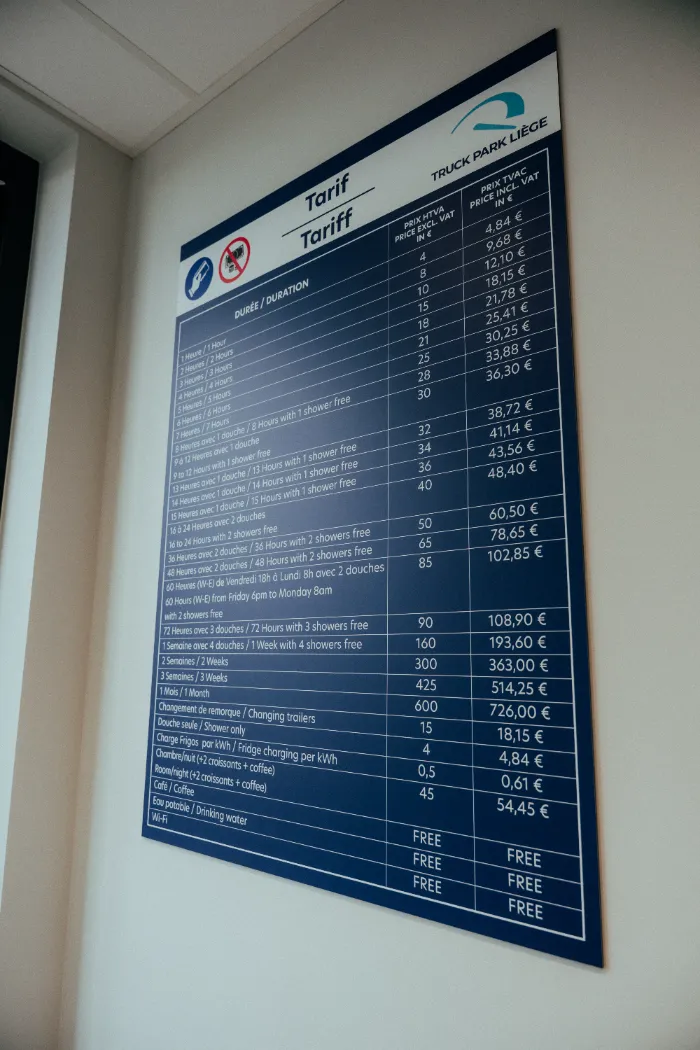 TRUCK PARK LIÈGE
Tarif
Tariff
DURÉE / DURATION
PRIX HTVA
PRICE EXCL. VAT
IN €
PRIX TVAC
PRICE INCL. VAT
IN €
1 Heure / 1 Hour 4 4,84 €
2 Heures / 2 Hours 8 9,68 €
3 Heures / 3 Hours 10 12,10 €
4 Heures / 4 Hours 15 18,15 €
5 Heures / 5 Hours 18 21,78 €
6 Heures / 6 Hours 21 25,41 €
7 Heures / 7 Hours 25 30,25 €
8 Heures avec 1 douche / 8 Hours with 1 shower free 28 33,88 €
9 à 12 Heures avec 1 douche 30 36,30 €
9 to 12 Hours with 1 shower free
13 Heures avec 1 douche / 13 Hours with 1 shower free 32 38,72 €
14 Heures avec 1 douche / 14 Hours with 1 shower free 34 41,14 €
15 Heures avec 1 douche / 15 Hours with 1 shower free 36 43,56 €
16 à 24 Heures avec 2 douches 40 48,40 €
16 to 24 Hours with 2 showers free
36 Heures avec 2 douches / 36 Hours with 2 showers free 50 60,50 €
48 Heures avec 2 douches / 48 Hours with 2 showers free 65 78,65 €
60 Heures (W-E) de Vendredi 18h à Lundi 8h avec 2 douches 85 102,85 €
60 Hours (W-E) from Friday 6pm to Monday 8am
with 2 showers free
72 Heures avec 3 douches / 72 Hours with 3 showers free 90 108,90 €
1 Semaine avec 4 douches / 1 Week with 4 showers free 160 193,60 €
2 Semaines / 2 Weeks 300 363,00 €
3 Semaines / 3 Weeks 425 514,25 €
1 Mois / 1 Month 600 726,00 €
Changement de remorque / Changing trailers 15 18,15 €
Douche seule / Shower only 4 4,84 €
Charge Frigos par kWh / Fridge charging per kWh 0,5 0,61 €
Chambre/nuit (+2 croissants + coffee) 45 54,45 €
Room/night (+2 croissants + coffee)
Café / Coffee FREE FREE
Eau potable / Drinking water FREE FREE
Wi-Fi FREE FREE